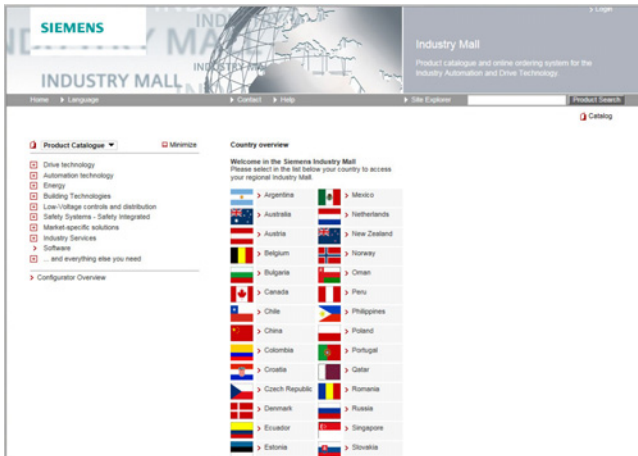 › Login
SIEMENS
INDUSTRY MALL
Industry Mall
Product catalogue and online ordering system for the
Industry Automation and Drive Technology.
Home › Language › Contact › Help › Site Explorer Product Search
Catalog
Product Catalogue ▼ Minimize
Drive technology
Automation technology
Energy
Building Technologies
Low-Voltage controls and distribution
Safety Systems - Safety Integrated
Market-specific solutions
Industry Services
› Software
... and everything else you need
› Configurator Overview
Country overview
Welcome in the Siemens Industry Mall
Please select in the list below your country to access
your regional Industry Mall.
› Argentina › Mexico
› Australia › Netherlands
› Austria › New Zealand
› Belgium › Norway
› Bulgaria › Oman
› Canada › Peru
› Chile › Philippines
› China › Poland
› Colombia › Portugal
› Croatia › Qatar
› Czech Republic › Romania
› Denmark › Russia
› Ecuador › Singapore
› Estonia › Slovakia